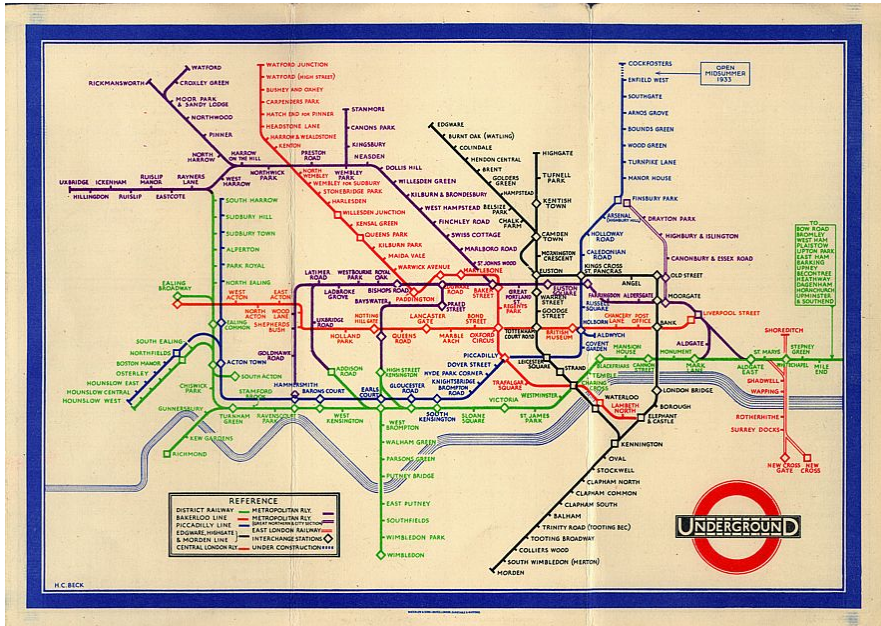 WATFORD
CROXLEY GREEN
RICKMANSWORTH
MOOR PARK
& SANDY LODGE
NORTHWOOD
PINNER
NORTH
HARROW
HARROW
ON THE HILL
NORTHWICK
PARK
PRESTON
ROAD
WEMBLEY
PARK
STANMORE
CANONS PARK
KINGSBURY
NEASDEN
DOLLIS HILL
WILLESDEN GREEN
KILBURN & BRONDESBURY
WEST HAMPSTEAD
FINCHLEY ROAD
SWISS COTTAGE
MARLBORO ROAD
ST JOHNS WOOD
UXBRIDGE
HILLINGDON
ICKENHAM
RUISLIP
RUISLIP
MANOR
EASTCOTE
RAYNERS
LANE
WEST
HARROW
WATFORD JUNCTION
WATFORD (HIGH STREET)
BUSHEY AND OXHEY
CARPENDERS PARK
HATCH END FOR PINNER
HEADSTONE LANE
HARROW & WEALDSTONE
KENTON
NORTH
WEMBLEY
WEMBLEY FOR SUDBURY
STONEBRIDGE PARK
HARLESDEN
WILLESDEN JUNCTION
KENSAL GREEN
QUEENS PARK
KILBURN PARK
MAIDA VALE
WARWICK AVENUE
PADDINGTON
MARYLEBONE
EDGWARE
BURNT OAK (WATLING)
COLINDALE
HENDON CENTRAL
BRENT
GOLDERS
GREEN
HAMPSTEAD
BELSIZE
PARK
CHALK
FARM
HIGHGATE
TUFNELL
PARK
KENTISH
TOWN
CAMDEN
TOWN
MORNINGTON
CRESCENT
EUSTON
COCKFOSTERS
OPEN
MIDSUMMER
1933
ENFIELD WEST
SOUTHGATE
ARNOS GROVE
BOUNDS GREEN
WOOD GREEN
TURNPIKE LANE
MANOR HOUSE
FINSBURY PARK
ARSENAL
(HIGHBURY HILL)
DRAYTON PARK
HOLLOWAY
ROAD
HIGHBURY & ISLINGTON
CALEDONIAN
ROAD
CANONBURY & ESSEX ROAD
KINGS CROSS
ST. PANCRAS
ANGEL
OLD STREET
MOORGATE
TO
BOW ROAD
BROMLEY
WEST HAM
PLAISTOW
UPTON PARK
EAST HAM
BARKING
UPNEY
BECONTREE
HEATHWAY
DAGENHAM
HORNCHURCH
UPMINSTER
& SOUTHEND
SOUTH HARROW
SUDBURY HILL
SUDBURY TOWN
ALPERTON
PARK ROYAL
NORTH EALING
EALING
BROADWAY
WEST
ACTON
EAST
ACTON
NORTH
ACTON
WOOD
LANE
SHEPHERDS
BUSH
EALING
COMMON
SOUTH EALING
NORTHFIELDS
BOSTON MANOR
OSTERLEY
HOUNSLOW EAST
HOUNSLOW CENTRAL
HOUNSLOW WEST
ACTON TOWN
SOUTH ACTON
CHISWICK
PARK
GUNNERSBURY
KEW GARDENS
RICHMOND
TURNHAM
GREEN
STAMFORD
BROOK
RAVENSCOURT
PARK
HAMMERSMITH
GOLDHAWK
ROAD
UXBRIDGE
ROAD
LATIMER
ROAD
LADBROKE
GROVE
WESTBOURNE
PARK
ROYAL
OAK
BISHOPS ROAD
BAYSWATER
EDGWARE
ROAD
PRAED
STREET
BAKER
STREET
GREAT
PORTLAND
ST
REGENTS
PARK
WARREN
STREET
EUSTON
SQUARE
GOODGE
STREET
FARRINGDON
ALDERSGATE
RUSSELL
SQUARE
LIVERPOOL STREET
HOLLAND
PARK
NOTTING
HILL GATE
QUEENS
ROAD
LANCASTER
GATE
MARBLE
ARCH
BOND
STREET
OXFORD
CIRCUS
TOTTENHAM
COURT ROAD
BRITISH
MUSEUM
HOLBORN
CHANCERY
LANE
POST
OFFICE
BANK
ALDWYCH
COVENT
GARDEN
LEICESTER
SQUARE
PICCADILLY
DOVER STREET
HYDE PARK CORNER
KNIGHTSBRIDGE
BROMPTON
ROAD
ADDISON
ROAD
HIGH STREET
KENSINGTON
GLOUCESTER
ROAD
EARLS
COURT
BARONS COURT
WEST
KENSINGTON
SOUTH
KENSINGTON
SLOANE
SQUARE
VICTORIA
ST JAMES
PARK
WESTMINSTER
TRAFALGAR
SQUARE
STRAND
CHARING
CROSS
TEMPLE
BLACKFRIARS
MANSION
HOUSE
CANNON
STREET
MONUMENT
MARK
LANE
ALDGATE
ALDGATE
EAST
ST MARYS
WHITECHAPEL
STEPNEY
GREEN
MILE
END
SHOREDITCH
SHADWELL
WAPPING
ROTHERHITHE
SURREY DOCKS
NEW CROSS
GATE
NEW
CROSS
WATERLOO
LAMBETH
NORTH
LONDON BRIDGE
BOROUGH
ELEPHANT
& CASTLE
KENNINGTON
OVAL
STOCKWELL
CLAPHAM NORTH
CLAPHAM COMMON
CLAPHAM SOUTH
BALHAM
TRINITY ROAD (TOOTING BEC)
TOOTING BROADWAY
COLLIERS WOOD
SOUTH WIMBLEDON (MERTON)
MORDEN
WEST
BROMPTON
WALHAM GREEN
PARSONS GREEN
PUTNEY BRIDGE
EAST PUTNEY
SOUTHFIELDS
WIMBLEDON PARK
WIMBLEDON
REFERENCE
DISTRICT RAILWAY
BAKERLOO LINE
PICCADILLY LINE
EDGWARE, HIGHGATE
& MORDEN LINE
CENTRAL LONDON RLY.
METROPOLITAN RLY.
METROPOLITAN RLY.
(GREAT NORTHERN & CITY SECTION)
EAST LONDON RAILWAY
INTERCHANGE STATIONS
UNDER CONSTRUCTION
UNDERGROUND
H.C. BECK